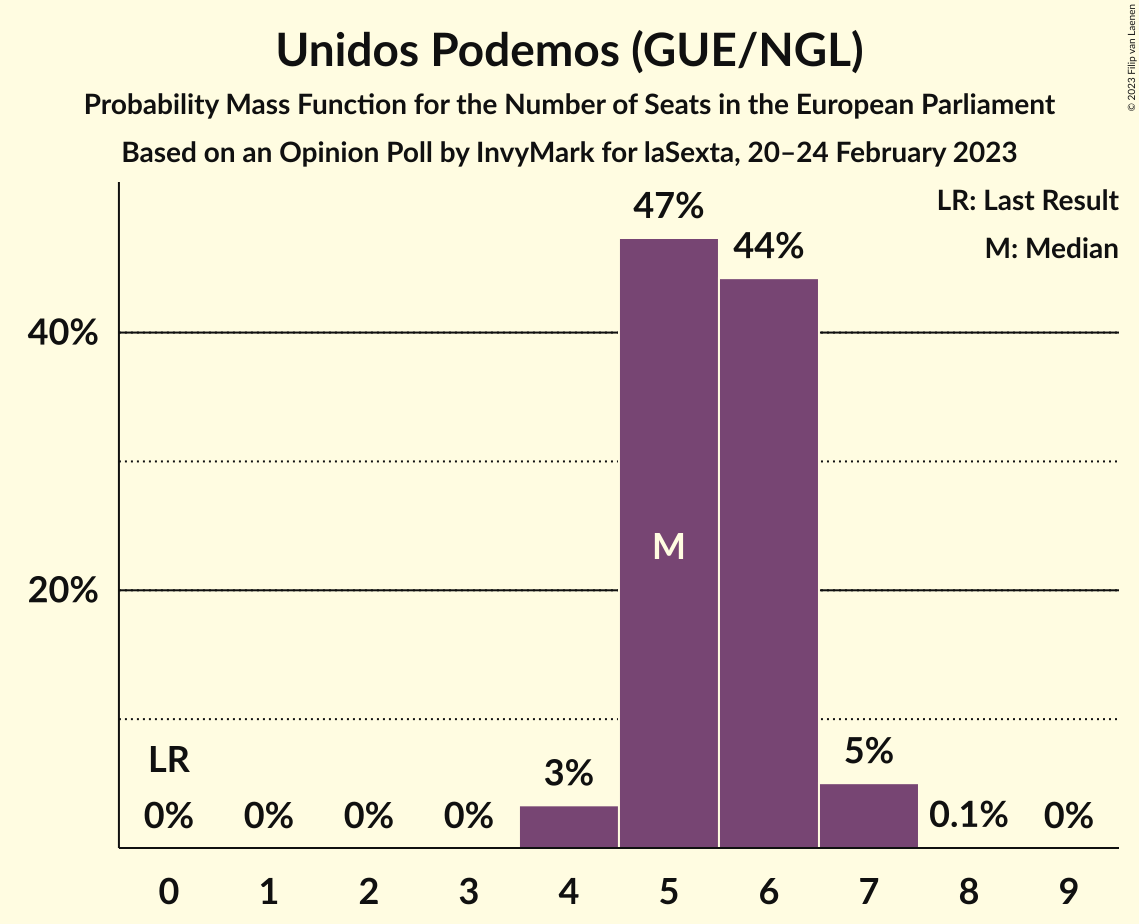 Unidos Podemos (GUE/NGL)
Probability Mass Function for the Number of Seats in the European Parliament
Based on an Opinion Poll by InvyMark for laSexta, 20–24 February 2023
© 2023 Filip van Laenen
LR: Last Result
M: Median
47%
44%
40%
M
20%
LR
0%
0%
0%
0%
3%
5%
0.1%
0%
0
1
2
3
4
5
6
7
8
9